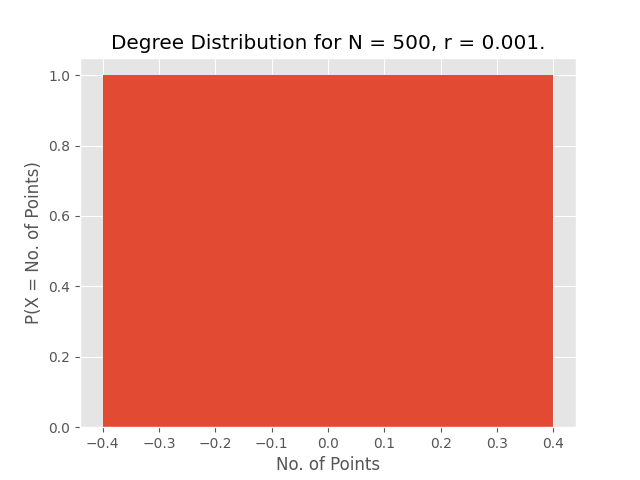 Degree Distribution for N = 500, r = 0.001.
1.0
0.8
0.6
0.4
0.2
0.0
P(X = No. of Points)
−0.4 −0.3 −0.2 −0.1 0.0 0.1 0.2 0.3 0.4
No. of Points